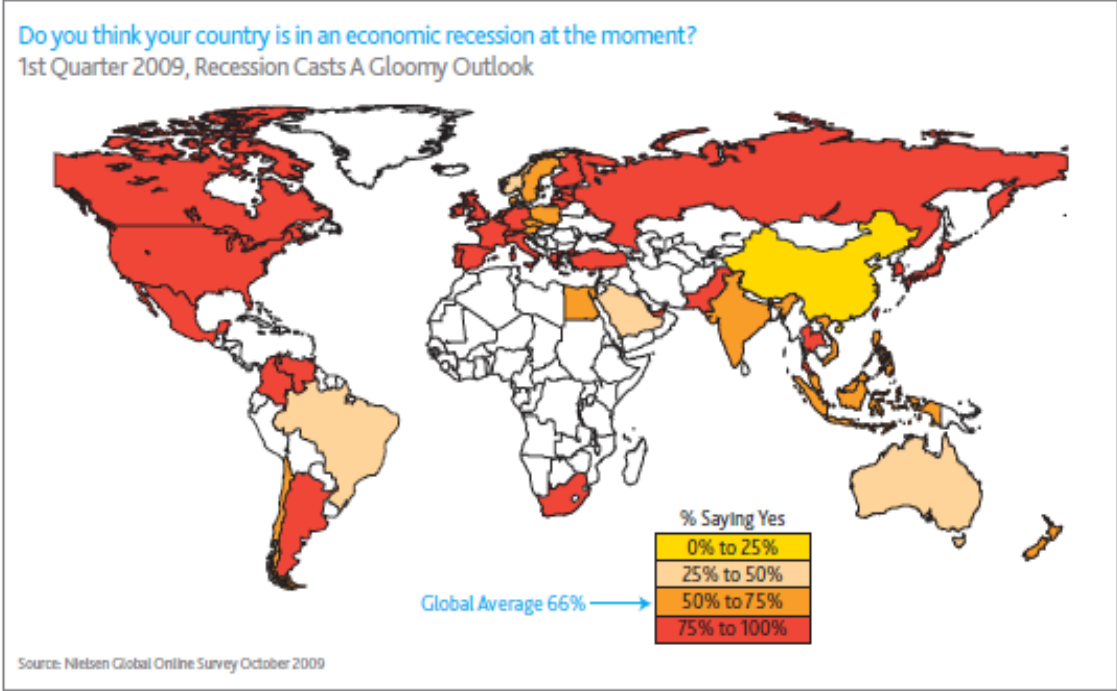 Do you think your country is in an economic recession at the moment?
1st Quarter 2009, Recession Casts A Gloomy Outlook
% Saying Yes
0% to 25%
25% to 50%
Global Average 66%
50% to 75%
75% to 100%
Source: Nielsen Global Online Survey October 2009